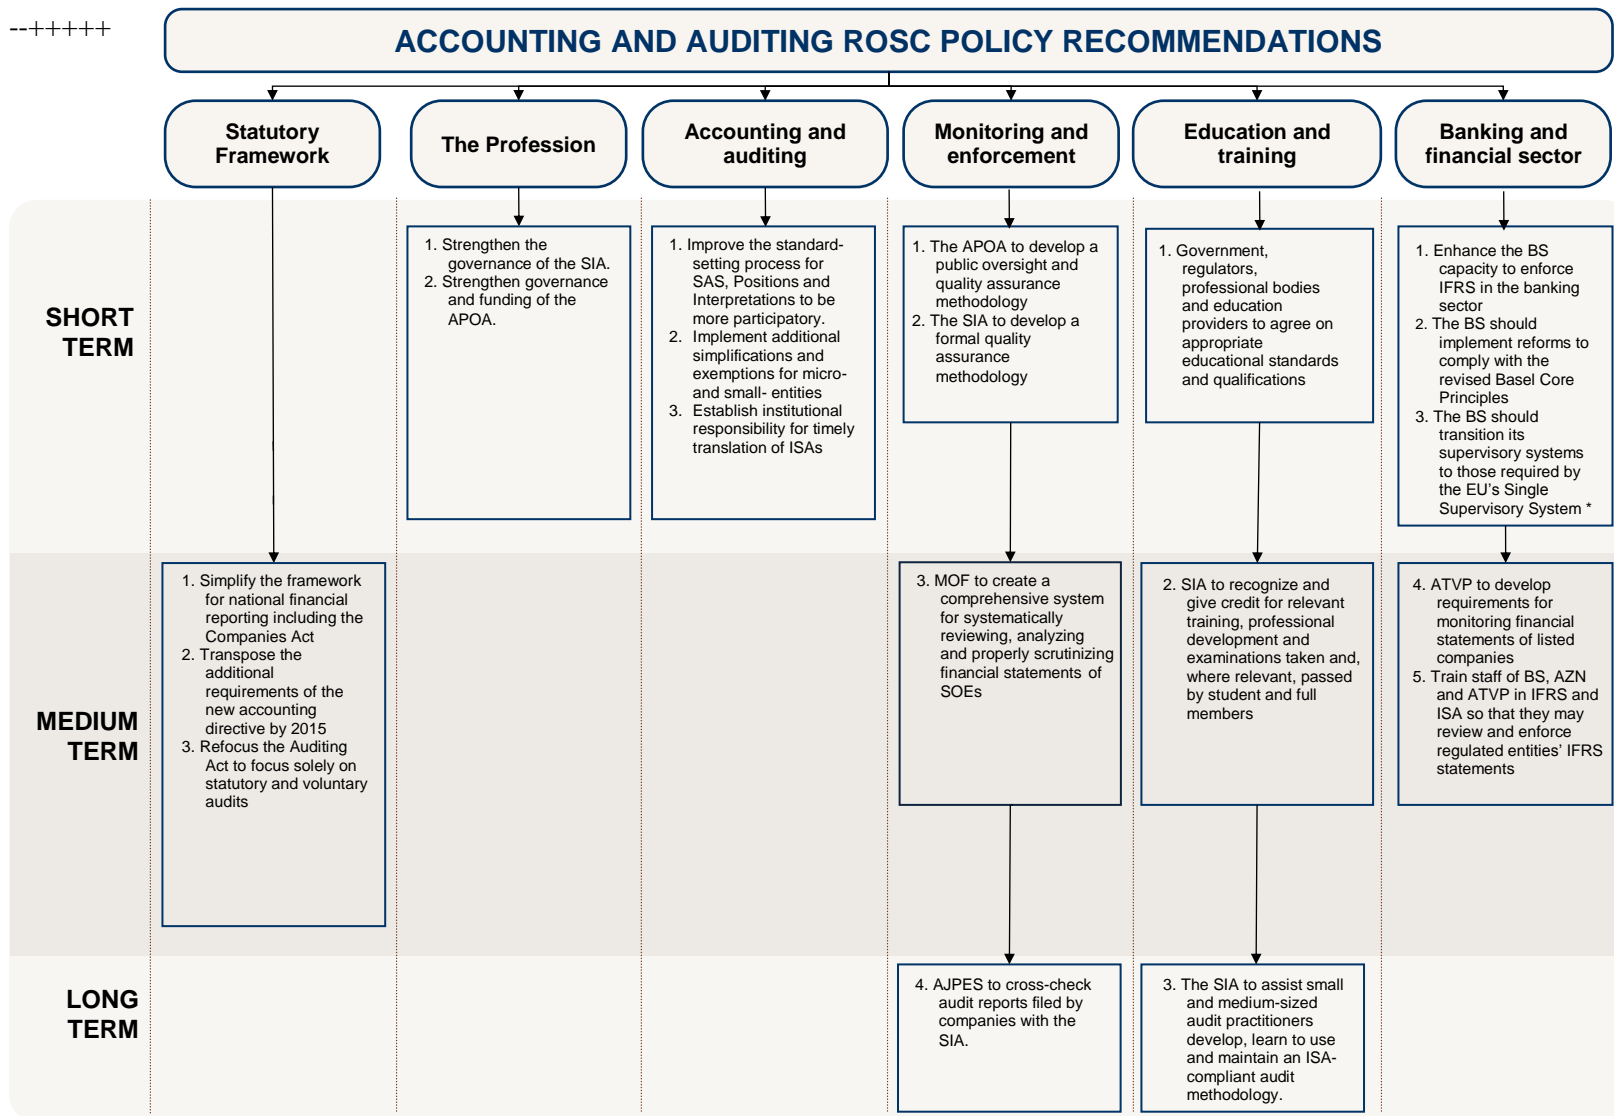 --+++++
ACCOUNTING AND AUDITING ROSC POLICY RECOMMENDATIONS
Statutory
Framework
The Profession
Accounting and
auditing
Monitoring and
enforcement
Education and
training
Banking and
financial sector
SHORT
TERM
1. Strengthen the
governance of the SIA.
2. Strengthen governance
and funding of the
APOA.
1. Improve the standard-
setting process for
SAS, Positions and
Interpretations to be
more participatory.
2. Implement additional
simplifications and
exemptions for micro-
and small- entities
3. Establish institutional
responsibility for timely
translation of ISAs
1. The APOA to develop a
public oversight and
quality assurance
methodology
2. The SIA to develop a
formal quality
assurance
methodology
1. Government,
regulators,
professional bodies
and education
providers to agree on
appropriate
educational standards
and qualifications
1. Enhance the BS
capacity to enforce
IFRS in the banking
sector
2. The BS should
implement reforms to
comply with the
revised Basel Core
Principles
3. The BS should
transition its
supervisory systems
to those required by
the EU's Single
Supervisory System *
MEDIUM
TERM
1. Simplify the framework
for national financial
reporting including the
Companies Act
2. Transpose the
additional
requirements of the
new accounting
directive by 2015
3. Refocus the Auditing
Act to focus solely on
statutory and voluntary
audits
3. MOF to create a
comprehensive system
for systematically
reviewing, analyzing
and properly scrutinizing
financial statements of
SOEs
2. SIA to recognize and
give credit for relevant
training, professional
development and
examinations taken and,
where relevant, passed
by student and full
members
4. ATVP to develop
requirements for
monitoring financial
statements of listed
companies
5. Train staff of BS, AZN
and ATVP in IFRS and
ISA so that they may
review and enforce
regulated entities' IFRS
statements
LONG
TERM
4. AJPES to cross-check
audit reports filed by
companies with the
SIA.
3. The SIA to assist small
and medium-sized
audit practitioners
develop, learn to use
and maintain an ISA-
compliant audit
methodology.